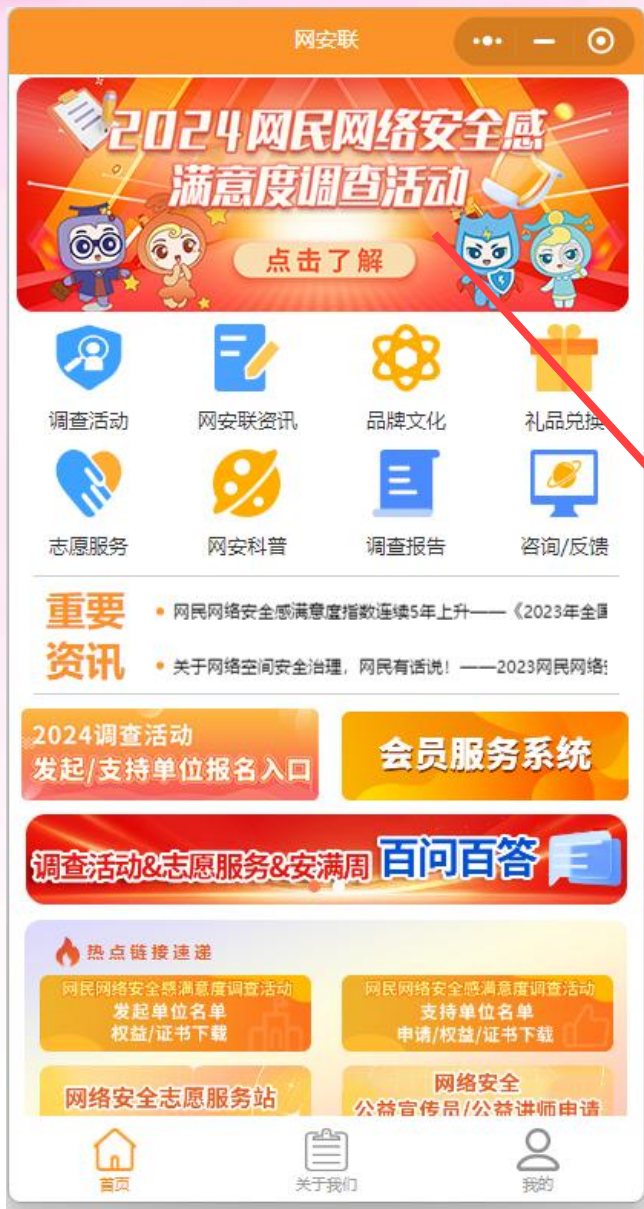 网安联
2024网民网络安全感
满意度调查活动
点击了解
调查活动
网安联资讯
品牌文化
礼品兑换
志愿服务
网安科普
调查报告
咨询/反馈
重要
资讯
网民网络安全感满意度指数连续5年上升——《2023年全
关于网络空间安全治理，网民有话说！——2023网民网络
2024调查活动
发起/支持单位报名入口
会员服务系统
调查活动&志愿服务&安满周 百问百答
热点链接速递
网民网络安全感满意度调查活动
发起单位名单
权益/证书下载
网民网络安全感满意度调查活动
支持单位名单
申请/权益/证书下载
网络安全志愿服务站
网络安全
公益宣传员/公益讲师申请
首页
关于我们
我的